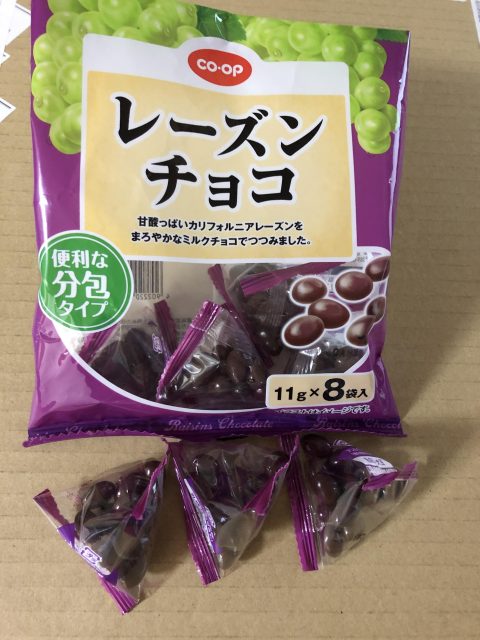 co·op
レーズン
チョコ
甘酸っぱいカリフォルニアレーズンを
まろやかなミルクチョコでつつみました。
便利な
分包
タイプ
11g×8袋入
Raisins Chocolate